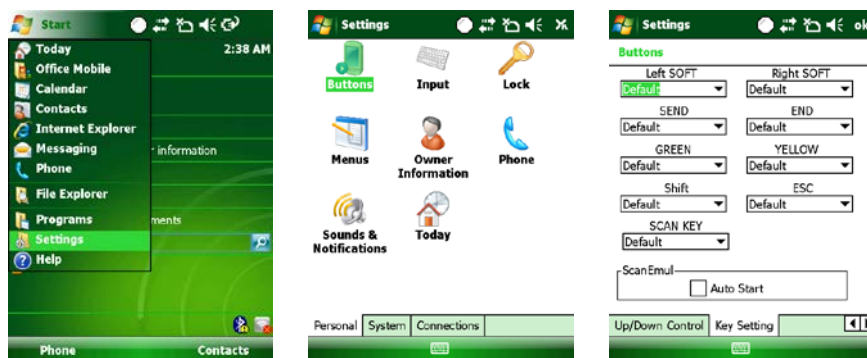 Start
Today
2:38 AM
Office Mobile
Calendar
Contacts
Internet Explorer
Messaging
r information
Phone
File Explorer
Programs
ments
Settings
Help
Phone
Contacts
Settings
Buttons
Input
Lock
Menus
Owner
Information
Phone
Sounds &
Notifications
Today
Personal System Connections
Settings
ok
Buttons
Left SOFT Right SOFT
Default Default
SEND END
Default Default
GREEN YELLOW
Default Default
Shift ESC
Default Default
SCAN KEY
Default
ScanEmul
Auto Start
Up/Down Control Key Setting